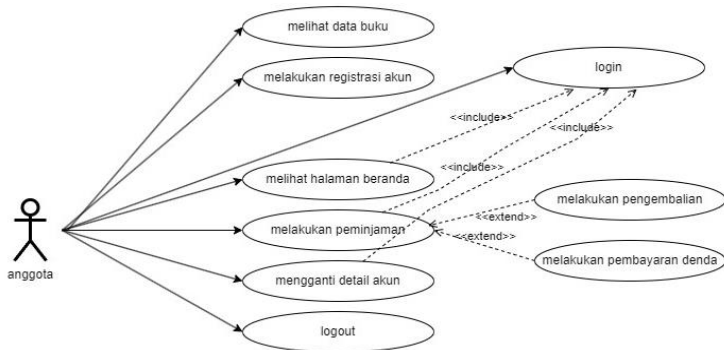 melihat data buku
melakukan registrasi akun
login
<<include>>
<<include>>
<<include>>
melihat halaman beranda
melakukan peminjaman
melakukan pengembalian
<<extend>>
<<extend>>
melakukan pembayaran denda
mengganti detail akun
anggota
logout